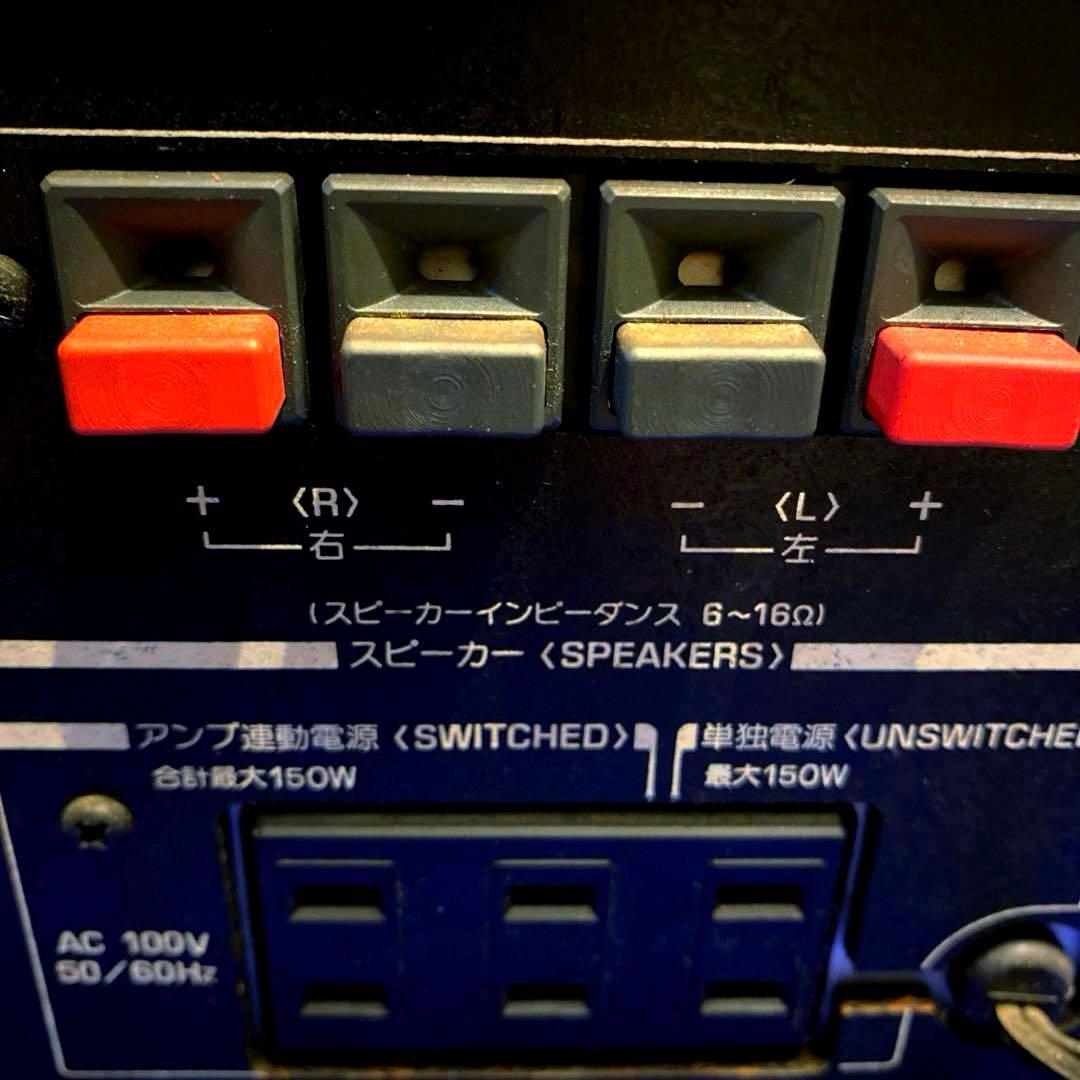 + 〈R〉 −
右
− 〈L〉 +
左
(スピーカーインピーダンス 6〜16Ω)
スピーカー〈SPEAKERS〉
アンプ連動電源〈SWITCHED〉
合計最大150W
単独電源〈UNSWITCHE
最大150W
AC 100V
50/60Hz